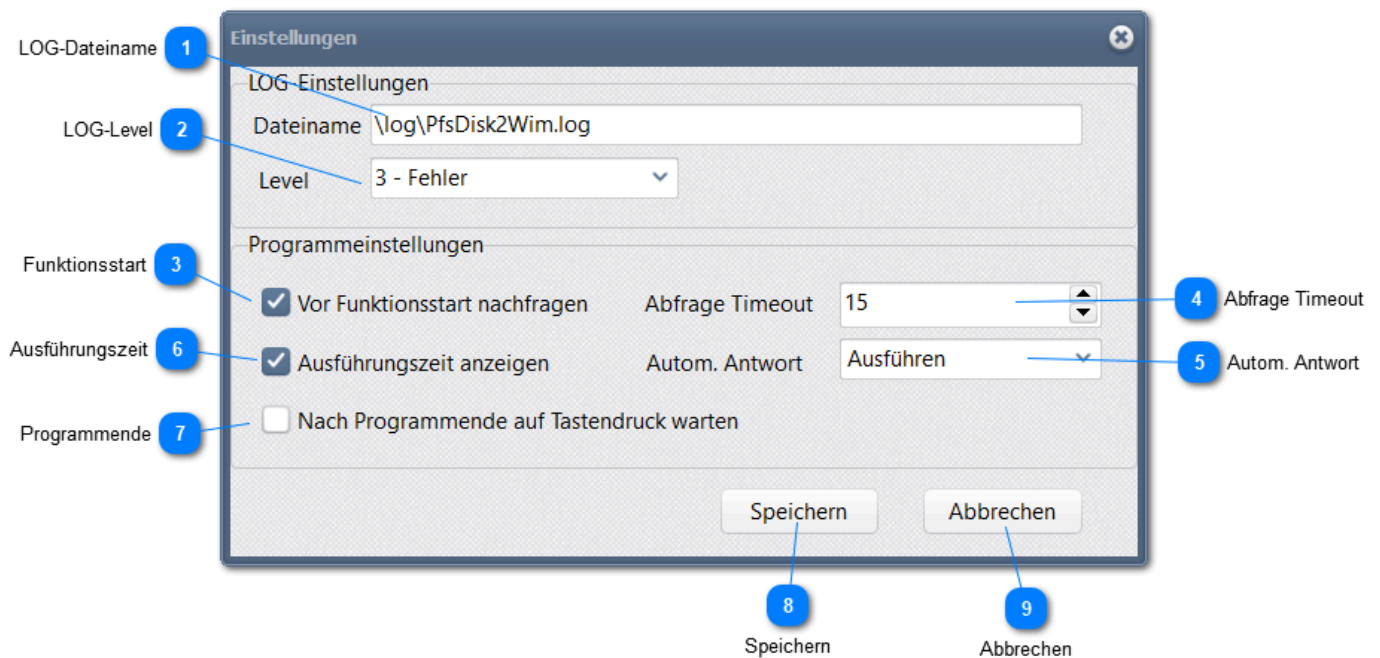 Einstellungen
LOG-Dateiname 1
LOG-Einstellungen
Dateiname \log\PfsDisk2Wim.log
LOG-Level 2
Level 3 - Fehler
Programmeinstellungen
Funktionsstart 3
Vor Funktionsstart nachfragen Abfrage Timeout 15
4 Abfrage Timeout
Ausführungszeit 6
Ausführungszeit anzeigen Autom. Antwort Ausführen
5 Autom. Antwort
Programmende 7
Nach Programmende auf Tastendruck warten
Speichern Abbrechen
8 9
Speichern Abbrechen